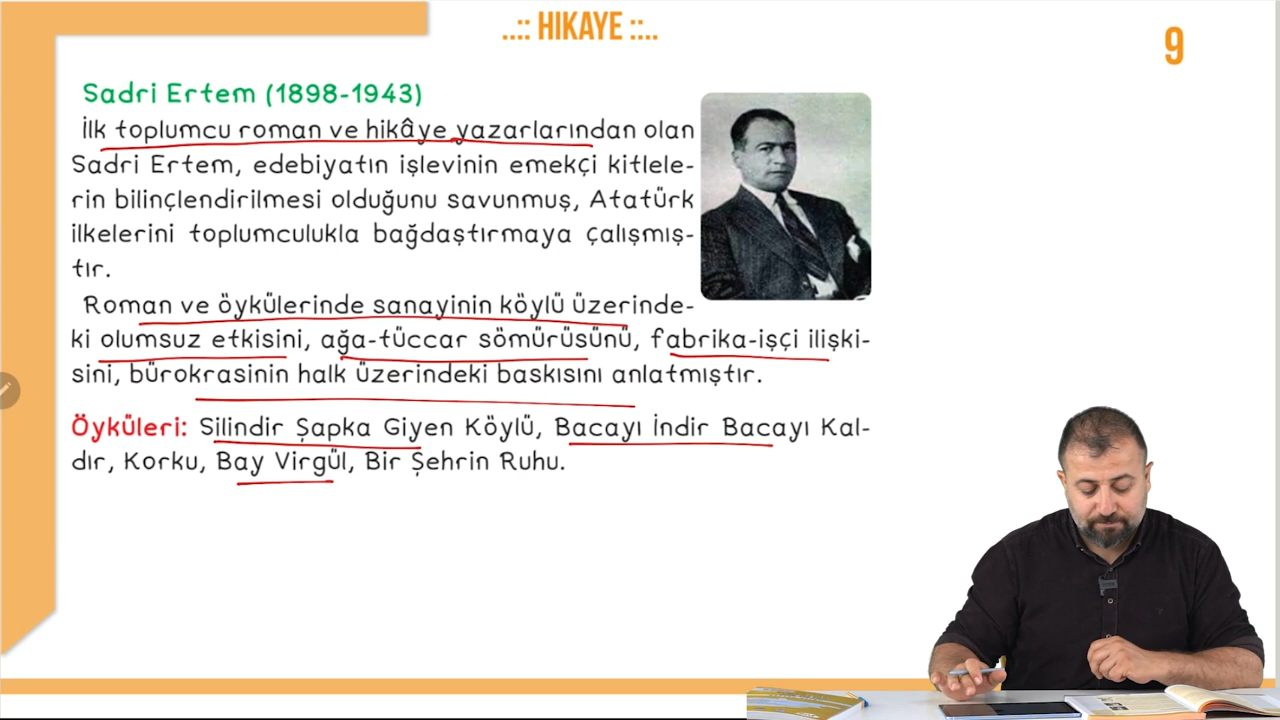 ..:: HIKAYE ::..
9
Sadri Ertem (1898-1943)
İlk toplumcu roman ve hikâye yazarlarından olan
Sadri Ertem, edebiyatın işlevinin emekçi kitlele-
rin bilinçlendirilmesi olduğunu savunmuş, Atatürk
ilkelerini toplumculukla bağdaştırmaya çalışmış-
tır.
Roman ve öykülerinde sanayinin köylü üzerinde-
ki olumsuz etkisini, ağa-tüccar sömürüsünü, fabrika-işçi ilişki-
sini, bürokrasinin halk üzerindeki baskısını anlatmıştır.
Öyküleri: Silindir Şapka Giyen Köylü, Bacayı İndir Bacayı Kal-
dır, Korku, Bay Virgül, Bir Şehrin Ruhu.